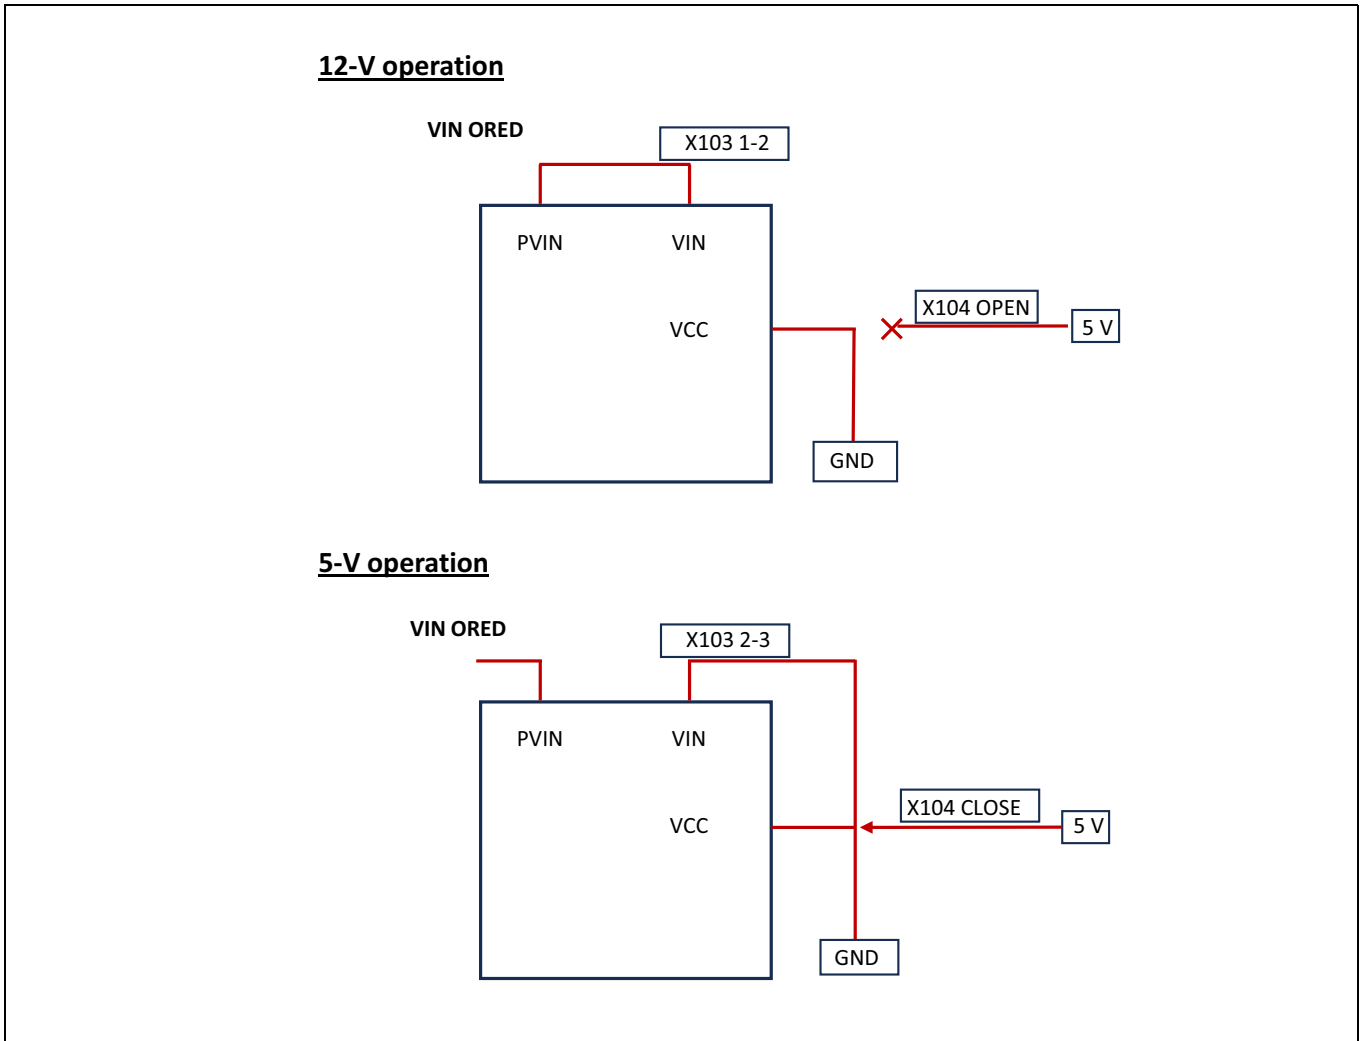 12-V operation
VIN ORED
X103 1-2
PVIN
VIN
X104 OPEN
VCC
5 V
GND
5-V operation
VIN ORED
X103 2-3
PVIN
VIN
X104 CLOSE
VCC
5 V
GND